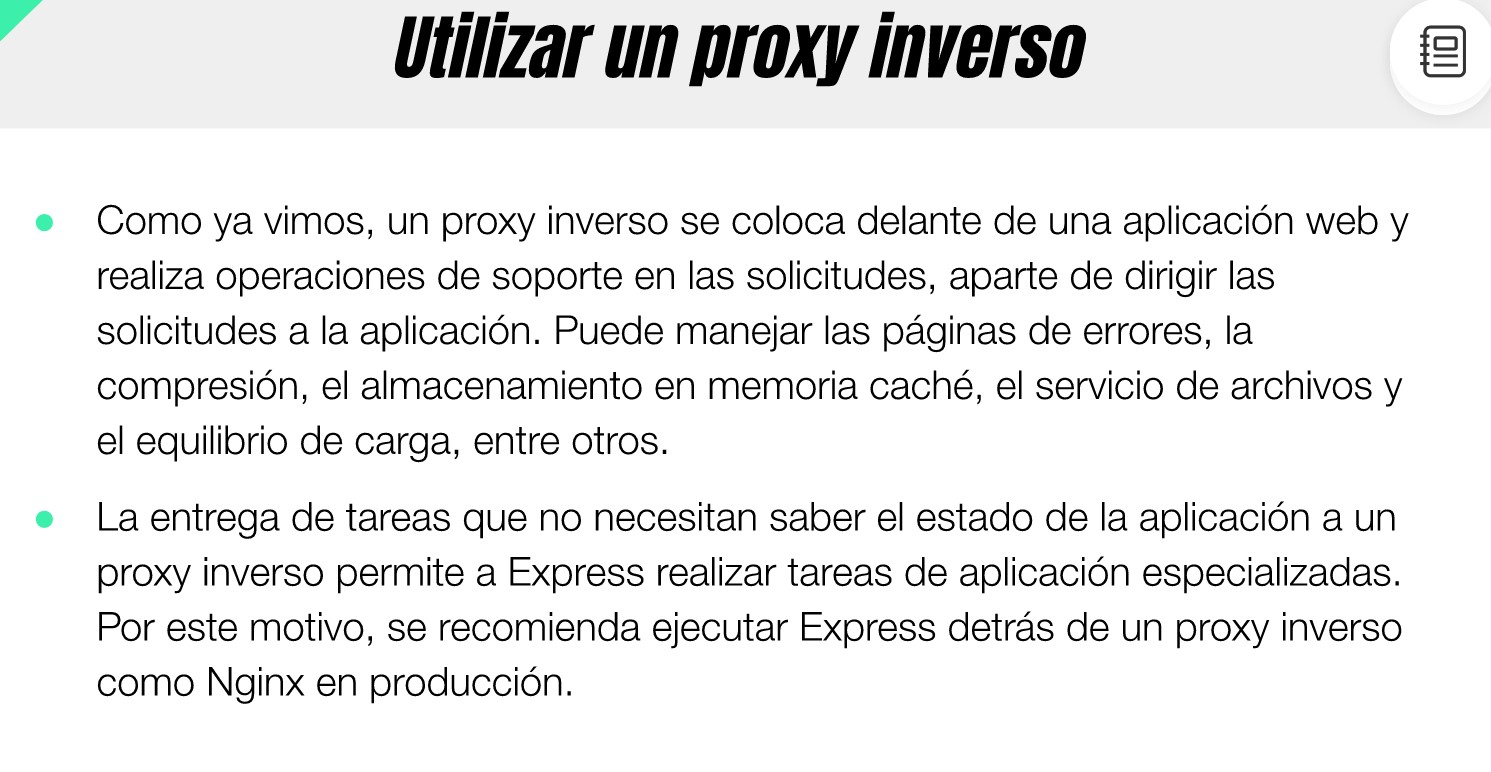 Utilizar un proxy inverso
Como ya vimos, un proxy inverso se coloca delante de una aplicación web y
realiza operaciones de soporte en las solicitudes, aparte de dirigir las
solicitudes a la aplicación. Puede manejar las páginas de errores, la
compresión, el almacenamiento en memoria caché, el servicio de archivos y
el equilibrio de carga, entre otros.
La entrega de tareas que no necesitan saber el estado de la aplicación a un
proxy inverso permite a Express realizar tareas de aplicación especializadas.
Por este motivo, se recomienda ejecutar Express detrás de un proxy inverso
como Nginx en producción.